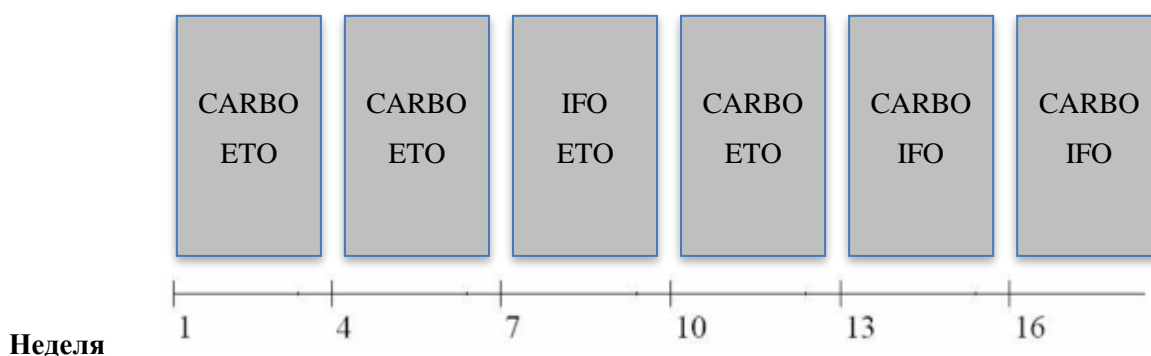 CARBO ETO
CARBO ETO
IFO ETO
CARBO ETO
CARBO IFO
CARBO IFO
1 4 7 10 13 16
Неделя